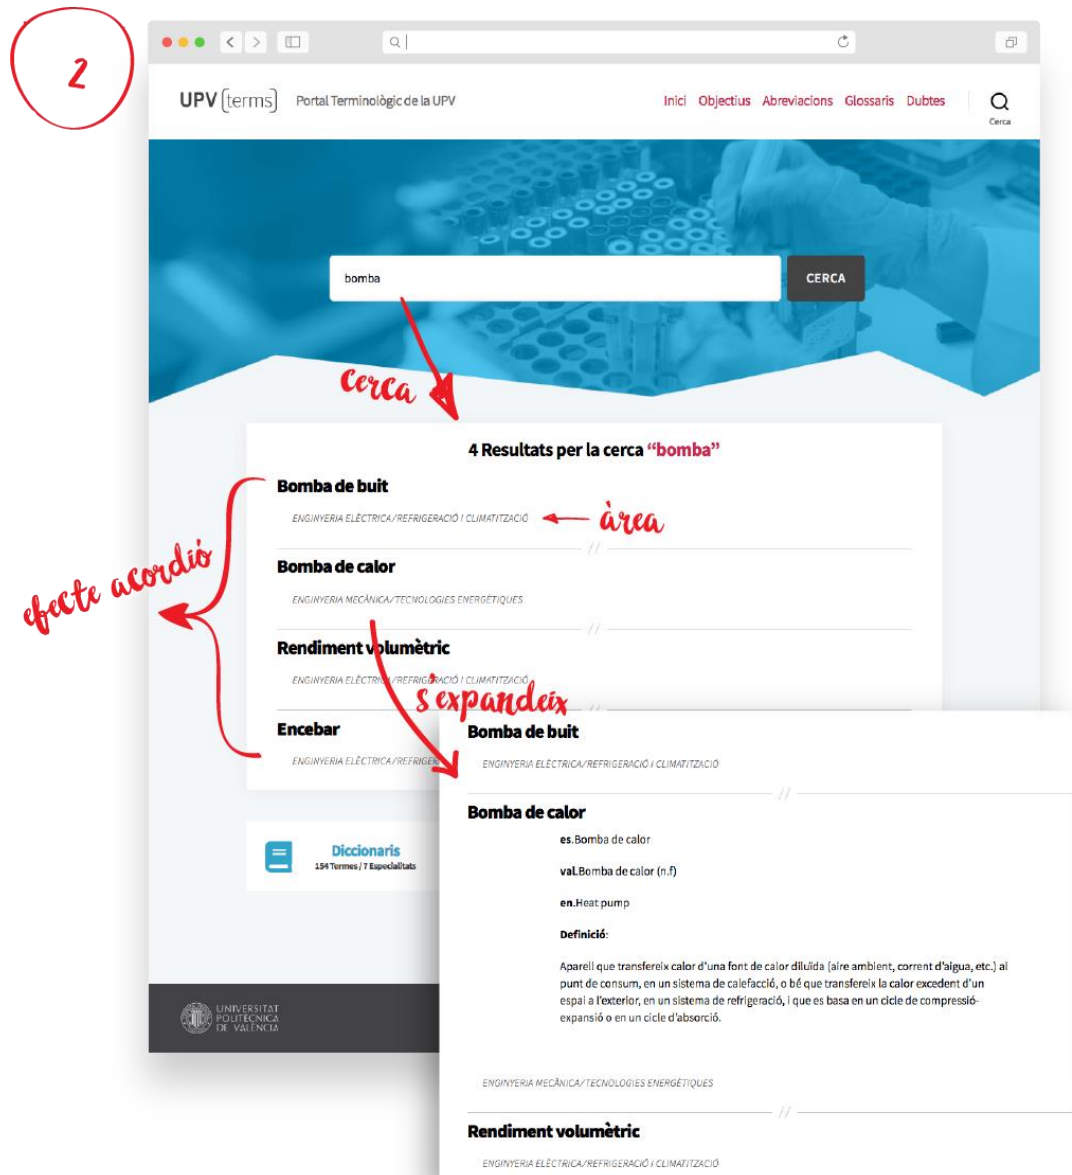 2
UPV [terms] Portal Terminològic de la UPV Inici Objectius Abreviacions Glossaris Dubtes
Cerca
bomba CERCA
cerca
4 Resultats per la cerca “bomba”
Bomba de buit
ENGINYERIA ELÈCTRICA/REFRIGERACIÓ I CLIMATITZACIÓ
àrea
//
efecte acordió
Bomba de calor
ENGINYERIA MECÀNICA/TECNOLOGIES ENERGÈTIQUES
//
Rendiment volumètric
ENGINYERIA ELÈCTRICA/REFRIGERACIÓ I CLIMATITZACIÓ
s'expandeix
//
Encebar
ENGINYERIA ELÈCTRICA/REFRIGER
Diccionaris
154 Termes / 7 Especialitats
UNIVERSITAT
POLITÈCNICA
DE VALÈNCIA
Bomba de buit
ENGINYERIA ELÈCTRICA/REFRIGERACIÓ I CLIMATITZACIÓ
//
Bomba de calor
es.Bomba de calor
val.Bomba de calor (n.f)
en.Heat pump
Definició:
Aparell que transfereix calor d'una font de calor diluïda (aire ambient, corrent d'aigua, etc.) al
punt de consum, en un sistema de calefacció, o bé que transfereix la calor excedent d'un
espai a l'exterior, en un sistema de refrigeració, i que es basa en un cicle de compressió-
expansió o en un cicle d'absorció.
ENGINYERIA MECÀNICA/TECNOLOGIES ENERGÈTIQUES
//
Rendiment volumètric
ENGINYERIA ELÈCTRICA/REFRIGERACIÓ I CLIMATITZACIÓ